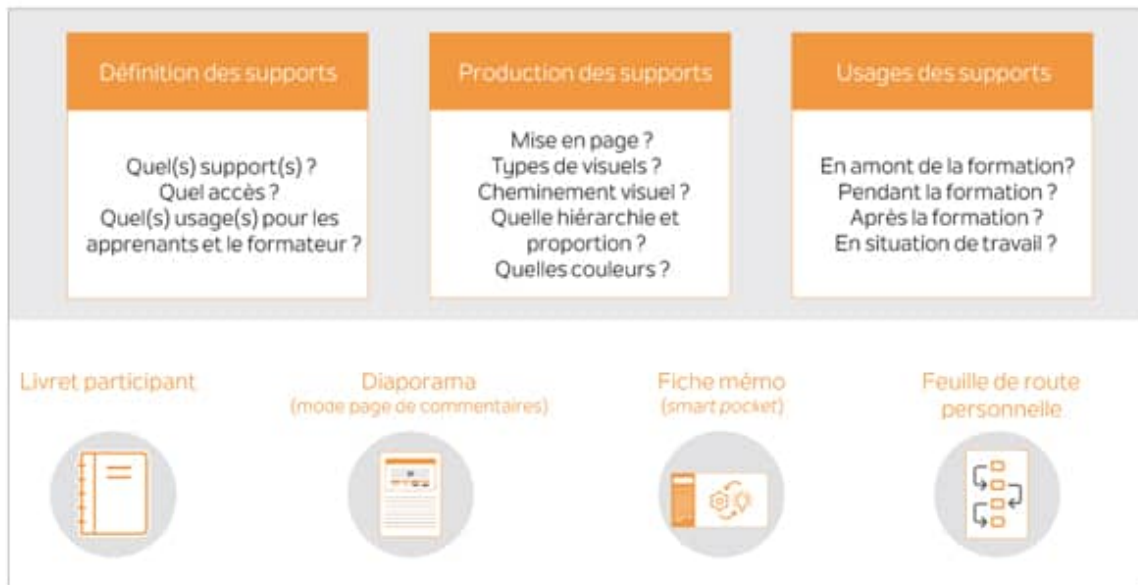 Définition des supports
Quel(s) support(s) ?
Quel accès ?
Quel(s) usage(s) pour les
apprenants et le formateur ?
Production des supports
Mise en page ?
Types de visuels ?
Cheminement visuel ?
Quelle hiérarchie et
proportion ?
Quelles couleurs ?
Usages des supports
En amont de la formation?
Pendant la formation ?
Après la formation ?
En situation de travail ?
Livret participant
Diaporama
(mode page de commentaires)
Fiche mémo
(smart pocket)
Feuille de route
personnelle